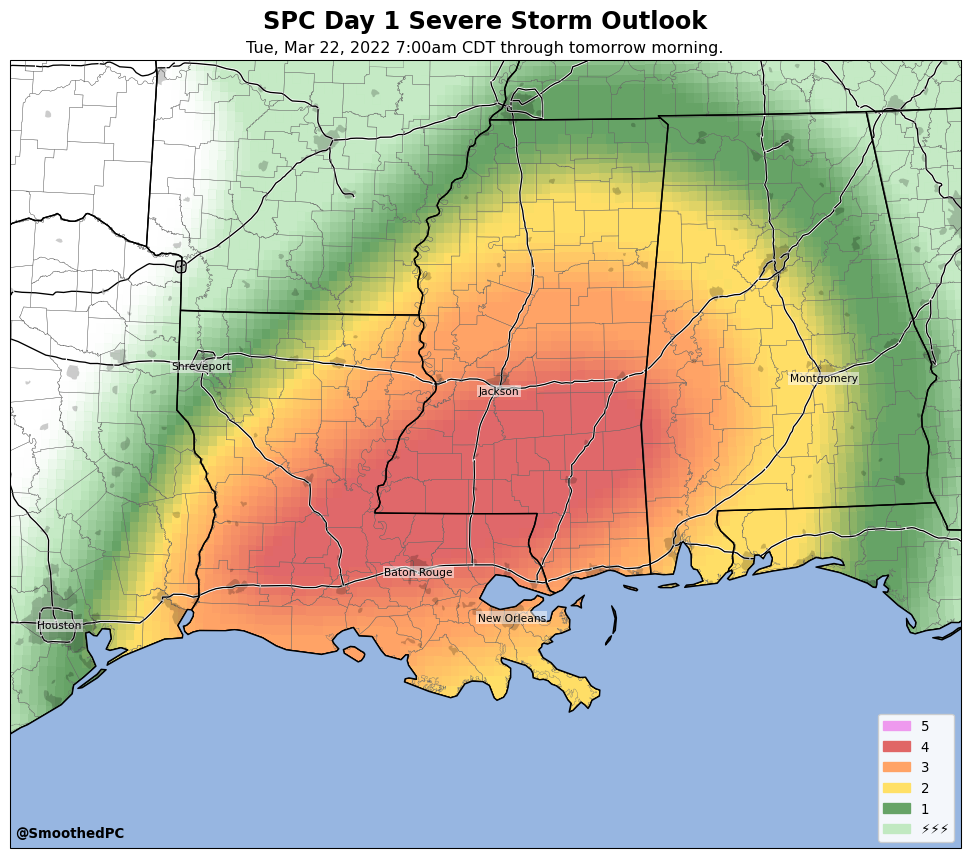 SPC Day 1 Severe Storm Outlook
Tue, Mar 22, 2022 7:00am CDT through tomorrow morning.
Shreveport
Jackson
Montgomery
Baton Rouge
New Orleans
Houston
5
4
3
2
1
⚡⚡⚡
@SmoothedPC